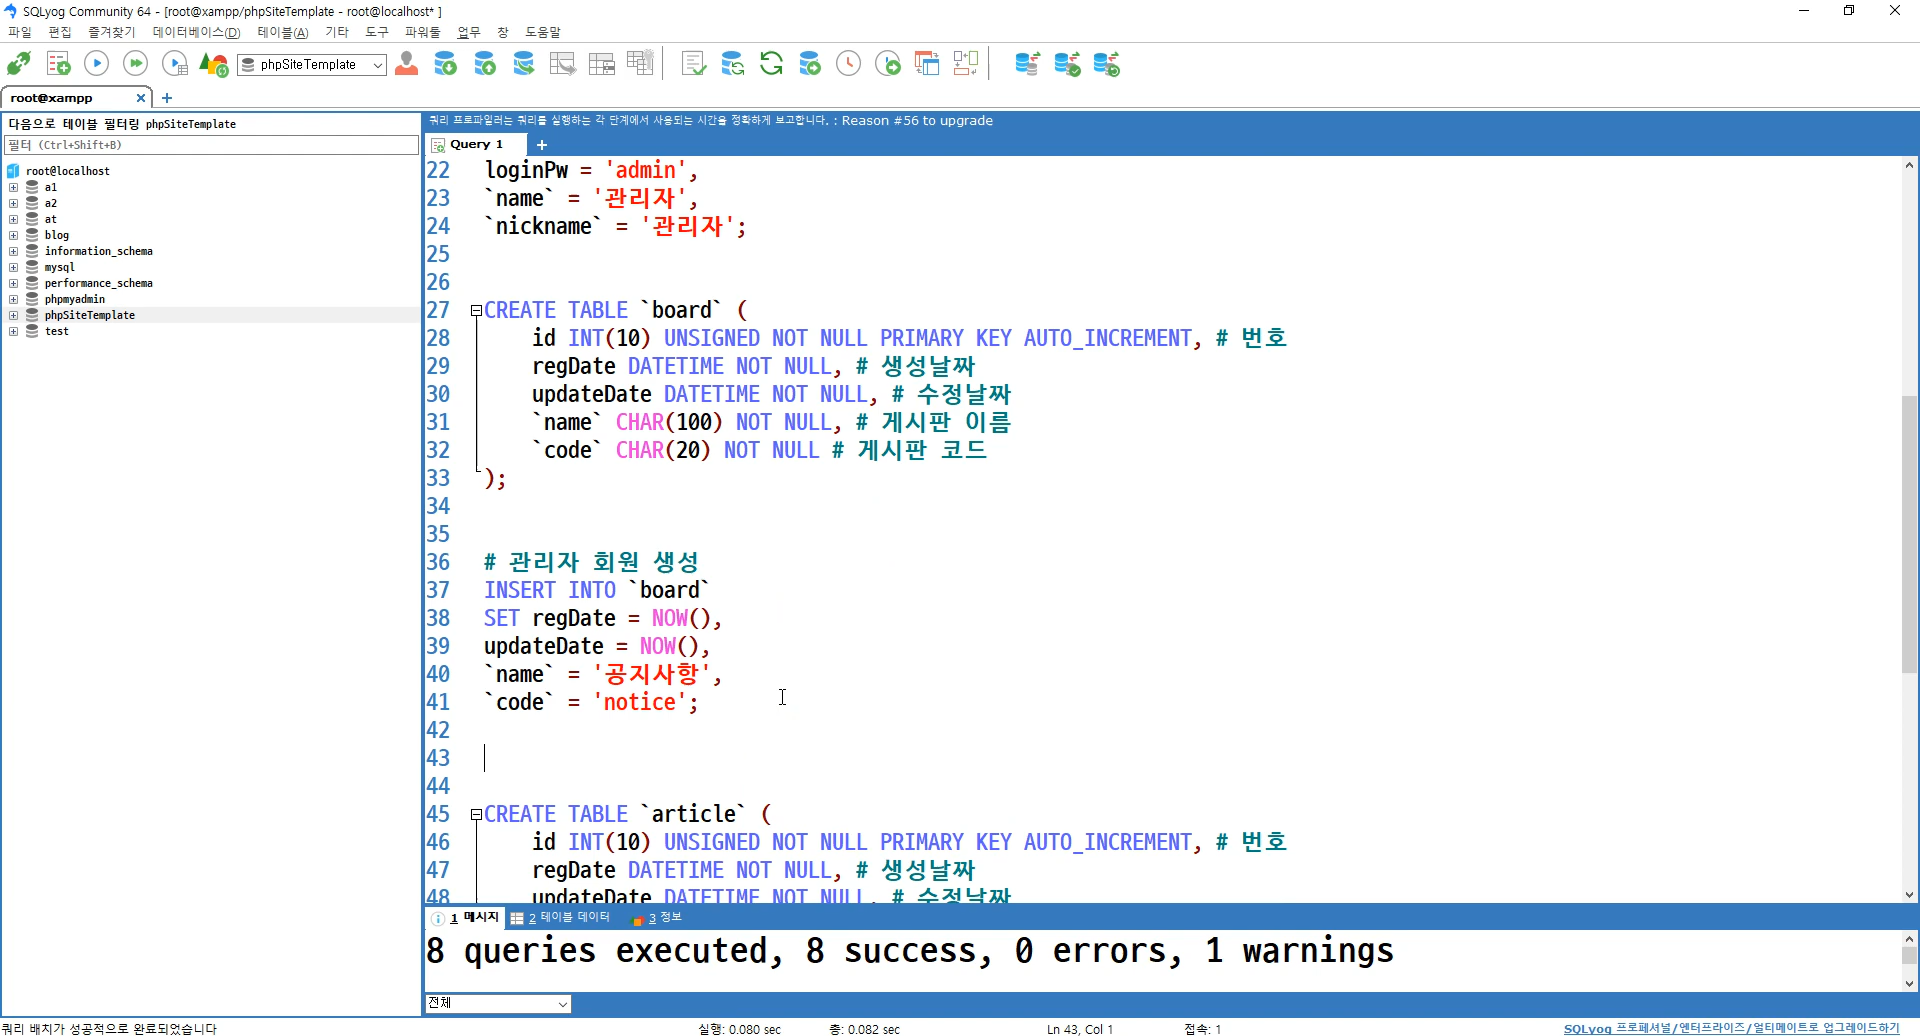 SQLyog Community 64 - [root@xampp/phpSiteTemplate - root@localhost* ]
파일 편집 즐겨찾기 데이터베이스(D) 테이블(A) 기타 도구 파워툴 업무 창 도움말
phpSiteTemplate
root@xampp
다음으로 테이블 필터링 phpSiteTemplate
필터 (Ctrl+Shift+B)
root@localhost
a1
a2
at
blog
information_schema
mysql
performance_schema
phpmyadmin
phpSiteTemplate
test
쿼리 프로파일러는 쿼리를 실행하는 각 단계에서 사용되는 시간을 정확하게 보고합니다. : Reason #56 to upgrade
Query 1
22 loginPw = 'admin',
23 `name` = '관리자',
24 `nickname` = '관리자';
25
26
27 CREATE TABLE `board` (
28 id INT(10) UNSIGNED NOT NULL PRIMARY KEY AUTO_INCREMENT, # 번호
29 regDate DATETIME NOT NULL, # 생성날짜
30 updateDate DATETIME NOT NULL, # 수정날짜
31 `name` CHAR(100) NOT NULL, # 게시판 이름
32 `code` CHAR(20) NOT NULL # 게시판 코드
33 );
34
35
36 # 관리자 회원 생성
37 INSERT INTO `board`
38 SET regDate = NOW(),
39 updateDate = NOW(),
40 `name` = '공지사항',
41 `code` = 'notice';
42
43
44
45 CREATE TABLE `article` (
46 id INT(10) UNSIGNED NOT NULL PRIMARY KEY AUTO_INCREMENT, # 번호
47 regDate DATETIME NOT NULL, # 생성날짜
48 updateDate DATETIME NOT NULL, # 수정날짜
1 메시지 2 테이블 데이터 3 정보
8 queries executed, 8 success, 0 errors, 1 warnings
전체
쿼리 배치가 성공적으로 완료되었습니다 실행: 0.080 sec 총: 0.082 sec Ln 43, Col 1 접속: 1 SQLyog 프로페셔널/엔터프라이즈/얼티메이트로 업그레이드하기